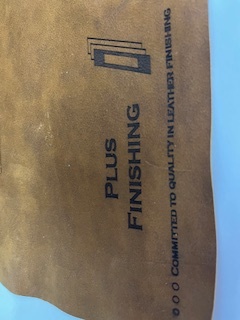 PLUS
FINISHING
COMMITTED TO QUALITY IN LEATHER FINISHING